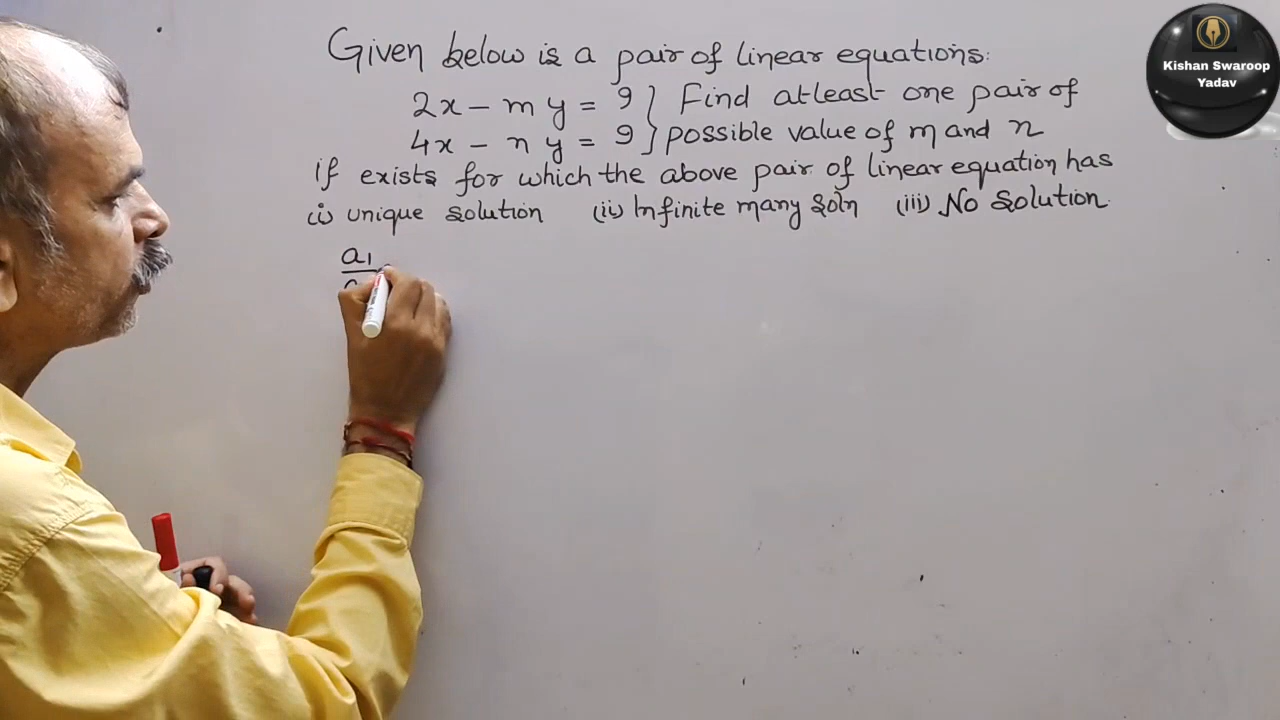 Given below is a pair of linear equations:
2x - my = 9 } Find atleast one pair of
4x - ny = 9 } possible value of m and n
if exists for which the above pair of linear equation has
(i) unique solution (ii) Infinite many soln (iii) No solution.
a1
Kishan Swaroop
Yadav